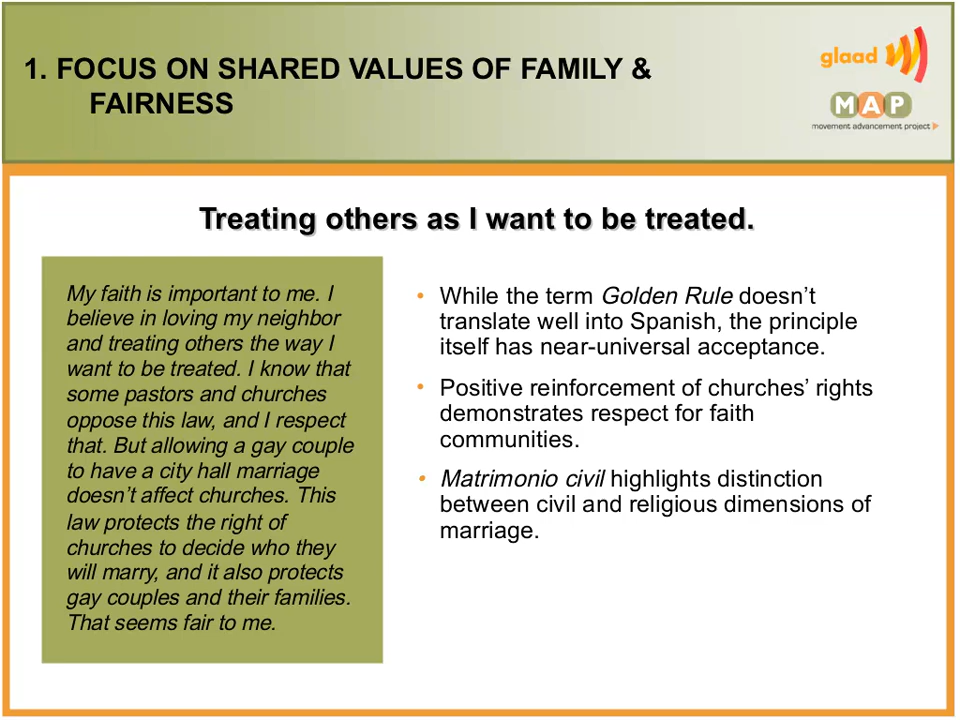 1. FOCUS ON SHARED VALUES OF FAMILY &
FAIRNESS
glaad
MAP
movement advancement project
Treating others as I want to be treated.
My faith is important to me. I
believe in loving my neighbor
and treating others the way I
want to be treated. I know that
some pastors and churches
oppose this law, and I respect
that. But allowing a gay couple
to have a city hall marriage
doesn’t affect churches. This
law protects the right of
churches to decide who they
will marry, and it also protects
gay couples and their families.
That seems fair to me.
• While the term Golden Rule doesn’t
translate well into Spanish, the principle
itself has near-universal acceptance.
• Positive reinforcement of churches’ rights
demonstrates respect for faith
communities.
• Matrimonio civil highlights distinction
between civil and religious dimensions of
marriage.